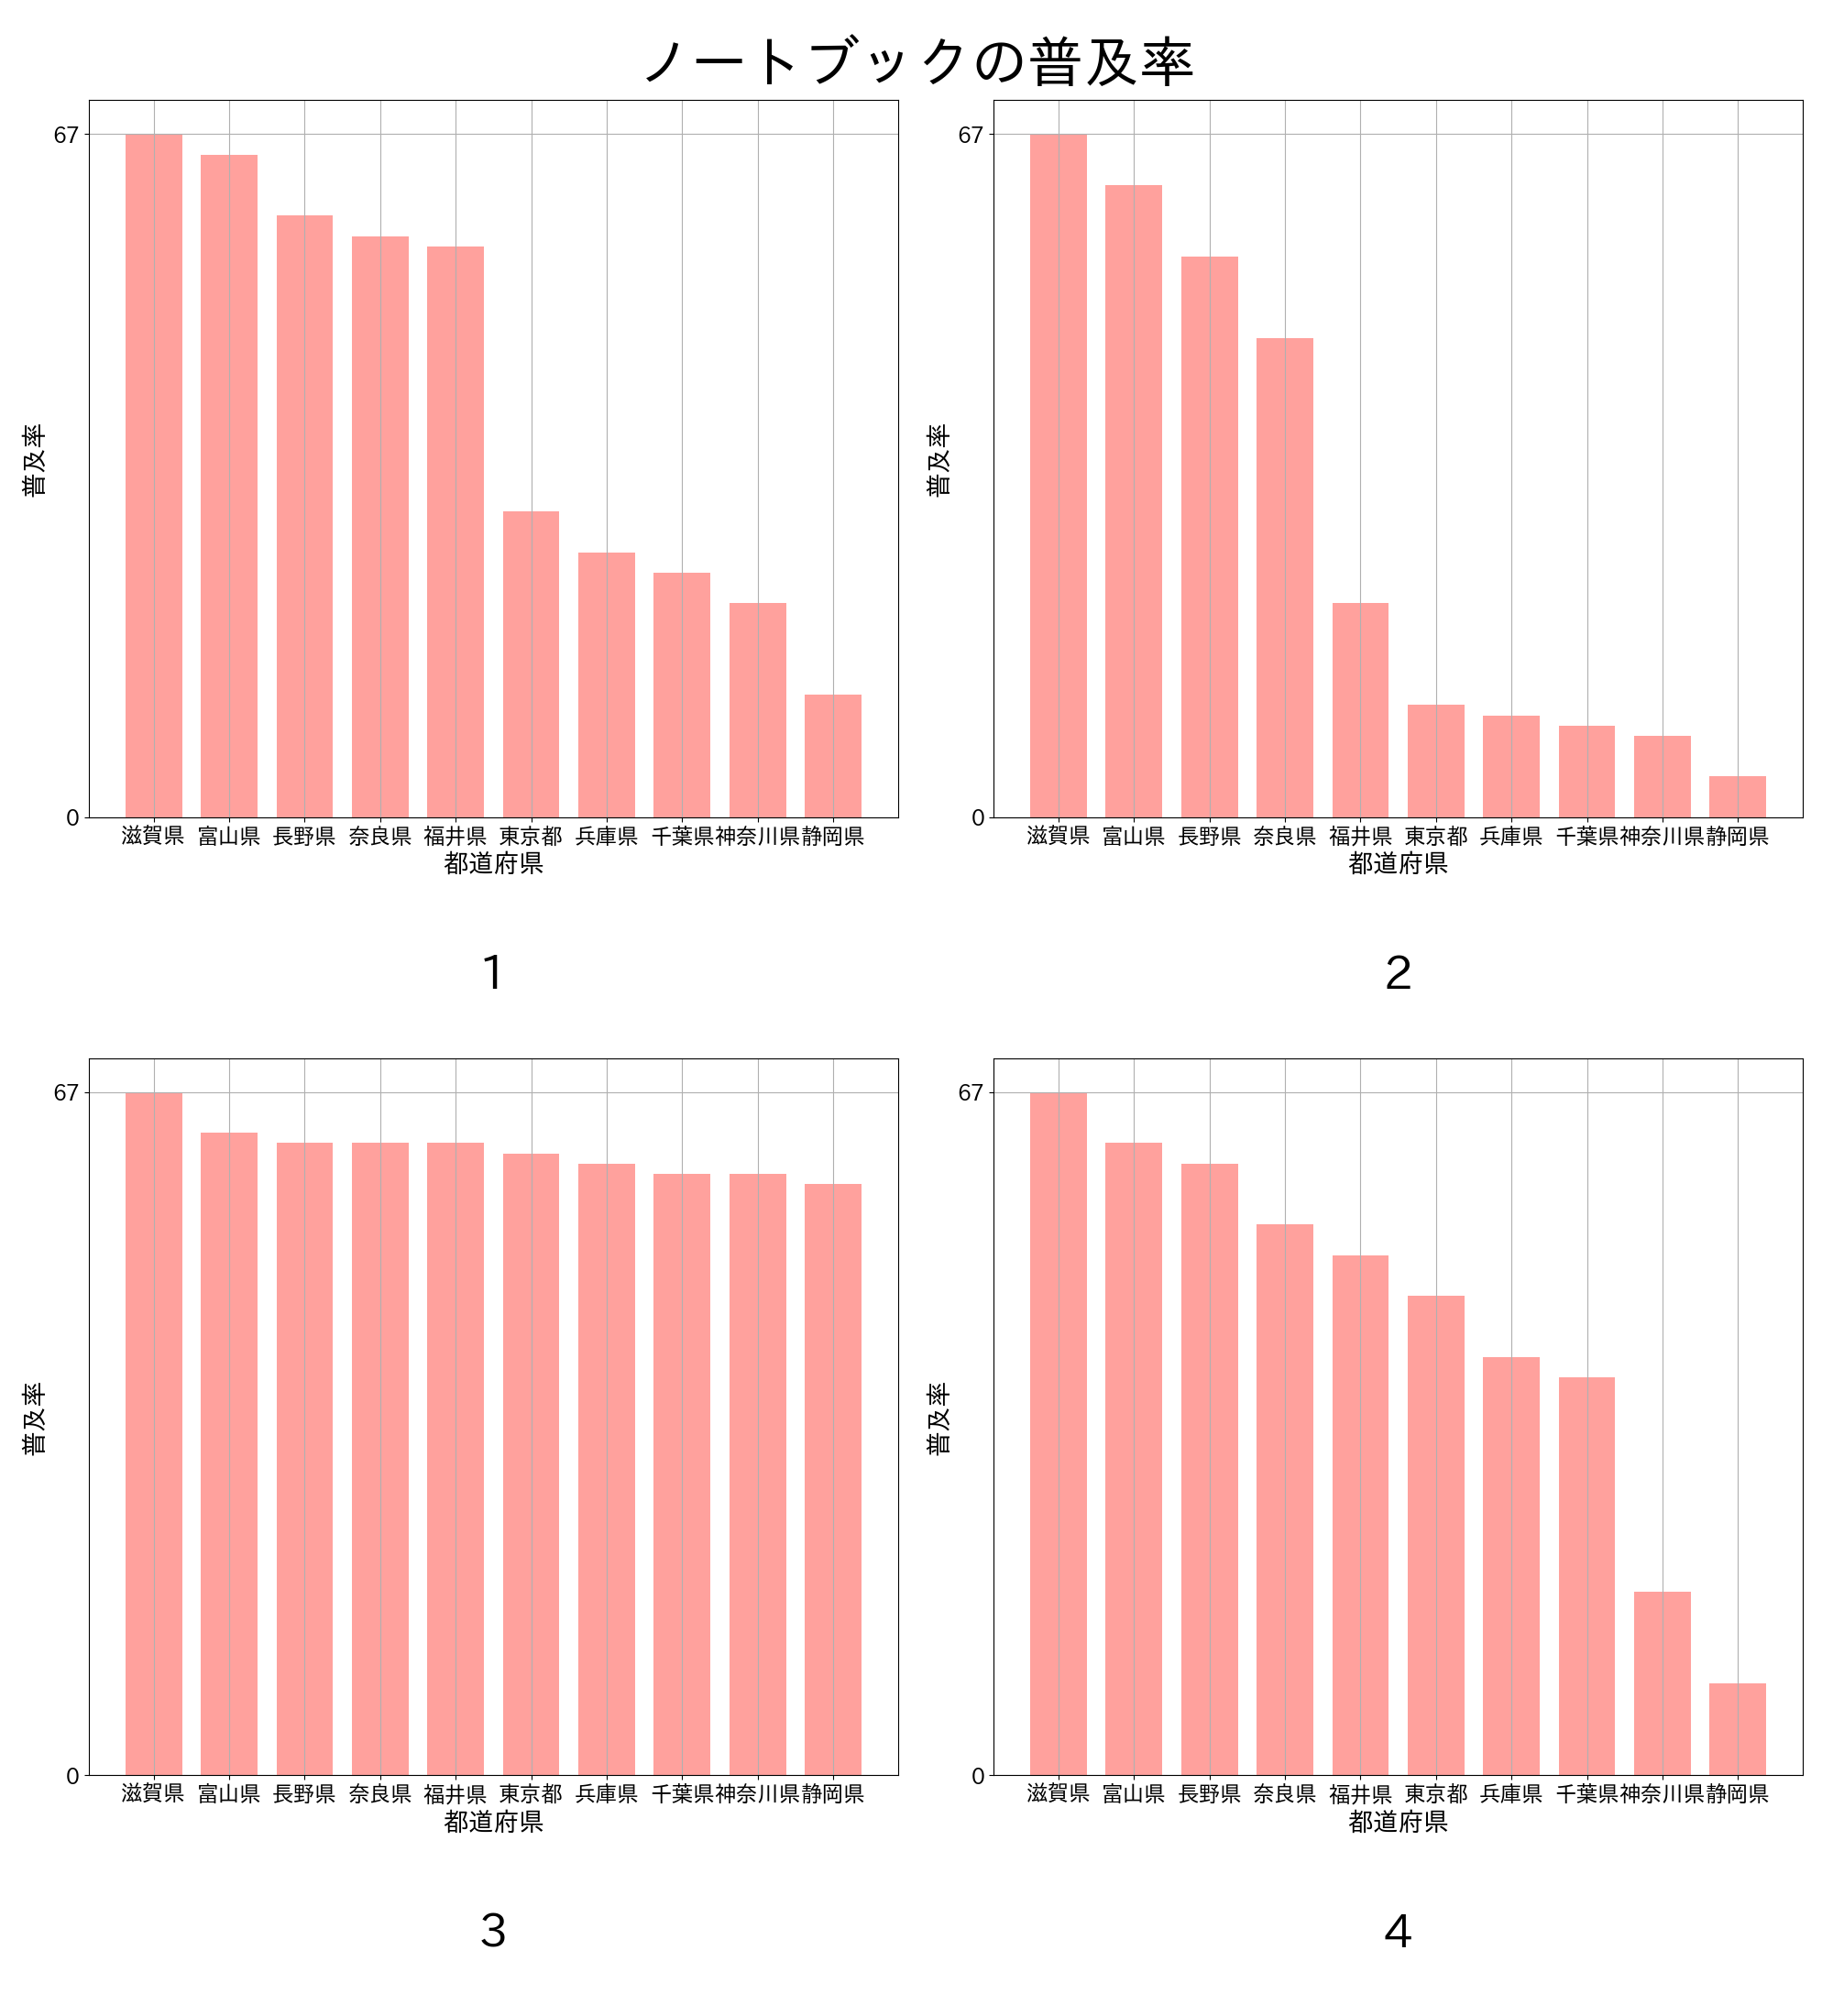 ノートブックの普及率
67
0
普及率
滋賀県 富山県 長野県 奈良県 福井県 東京都 兵庫県 千葉県 神奈川県 静岡県
都道府県
1
67
0
普及率
滋賀県 富山県 長野県 奈良県 福井県 東京都 兵庫県 千葉県 神奈川県 静岡県
都道府県
2
67
0
普及率
滋賀県 富山県 長野県 奈良県 福井県 東京都 兵庫県 千葉県 神奈川県 静岡県
都道府県
3
67
0
普及率
滋賀県 富山県 長野県 奈良県 福井県 東京都 兵庫県 千葉県 神奈川県 静岡県
都道府県
4